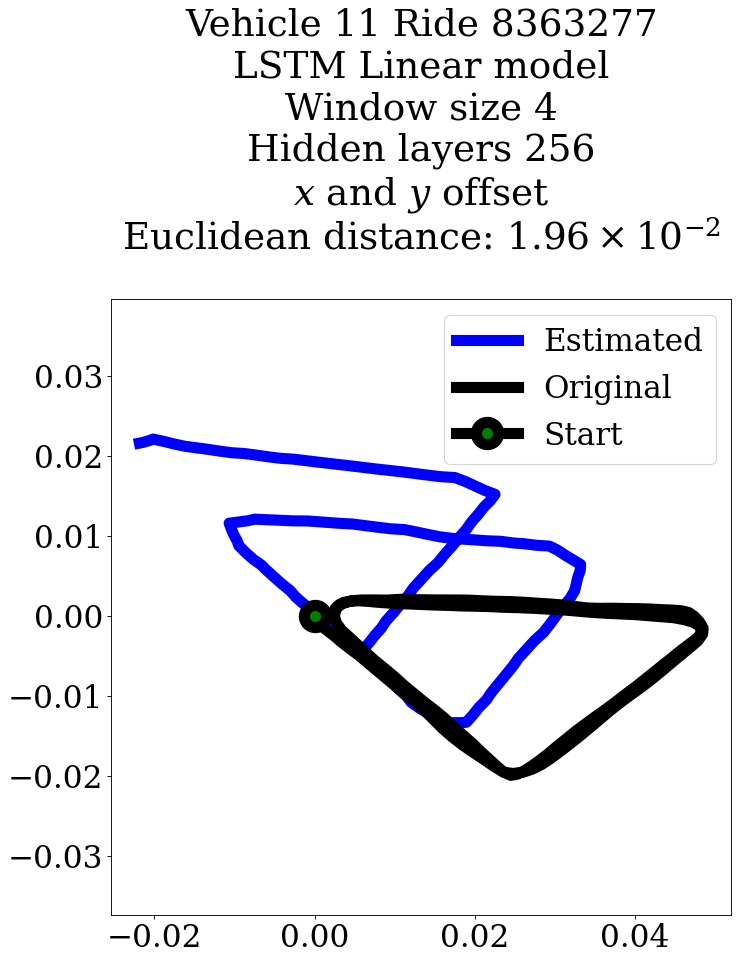 Vehicle 11 Ride 8363277
LSTM Linear model
Window size 4
Hidden layers 256
x and y offset
Euclidean distance: 1.96 × 10⁻²
Estimated
Original
Start
0.03
0.02
0.01
0.00
−0.01
−0.02
−0.03
−0.02 0.00 0.02 0.04